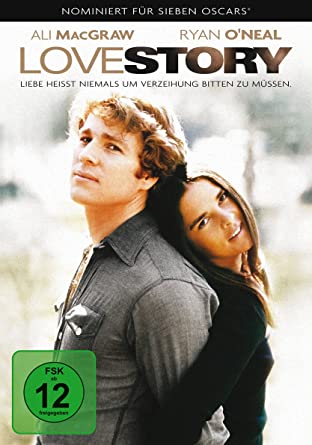 NOMINIERT FÜR SIEBEN OSCARS®
ALI MACGRAW RYAN O'NEAL
LOVESTORY
LIEBE HEISST NIEMALS UM VERZEIHUNG BITTEN ZU MÜSSEN.
FSK
ab
12
freigegeben